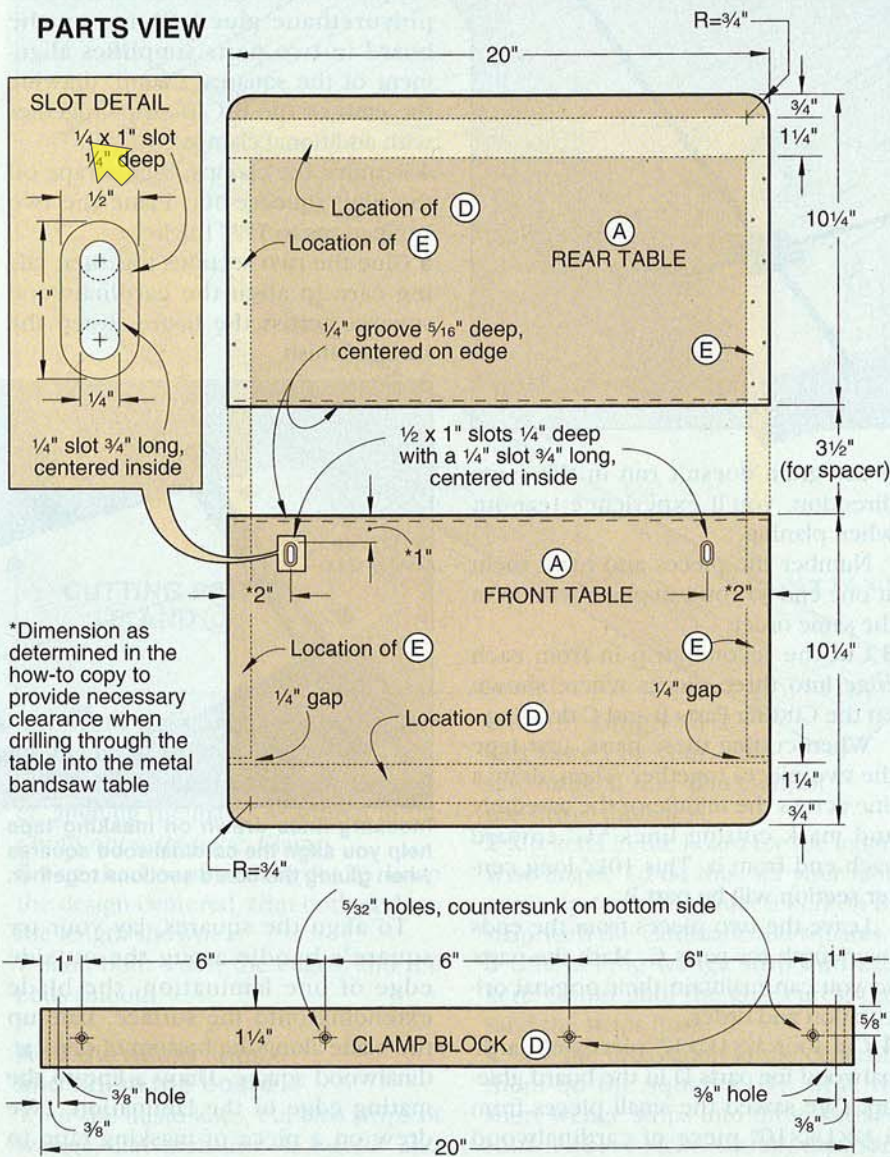 PARTS VIEW
SLOT DETAIL
¼ x 1" slot
¼" deep
½"
1"
¼"
¼" slot ¾" long,
centered inside
R=¾"
20"
¾"
1¼"
10¼"
Location of D
Location of E
A
REAR TABLE
¼" groove 5/16" deep,
centered on edge
E
½ x 1" slots ¼" deep
with a ¼" slot ¾" long,
centered inside
3½"
(for spacer)
*1"
*2"
A
FRONT TABLE
*2"
*Dimension as
determined in the
how-to copy to
provide necessary
clearance when
drilling through the
table into the metal
bandsaw table
Location of E
E
¼" gap
¼" gap
Location of D
10¼"
1¼"
¾"
R=¾"
5/32" holes, countersunk on bottom side
1"
6"
6"
6"
1"
1¼"
CLAMP BLOCK D
5/8"
3/8" hole
3/8" hole
3/8"
3/8"
20"